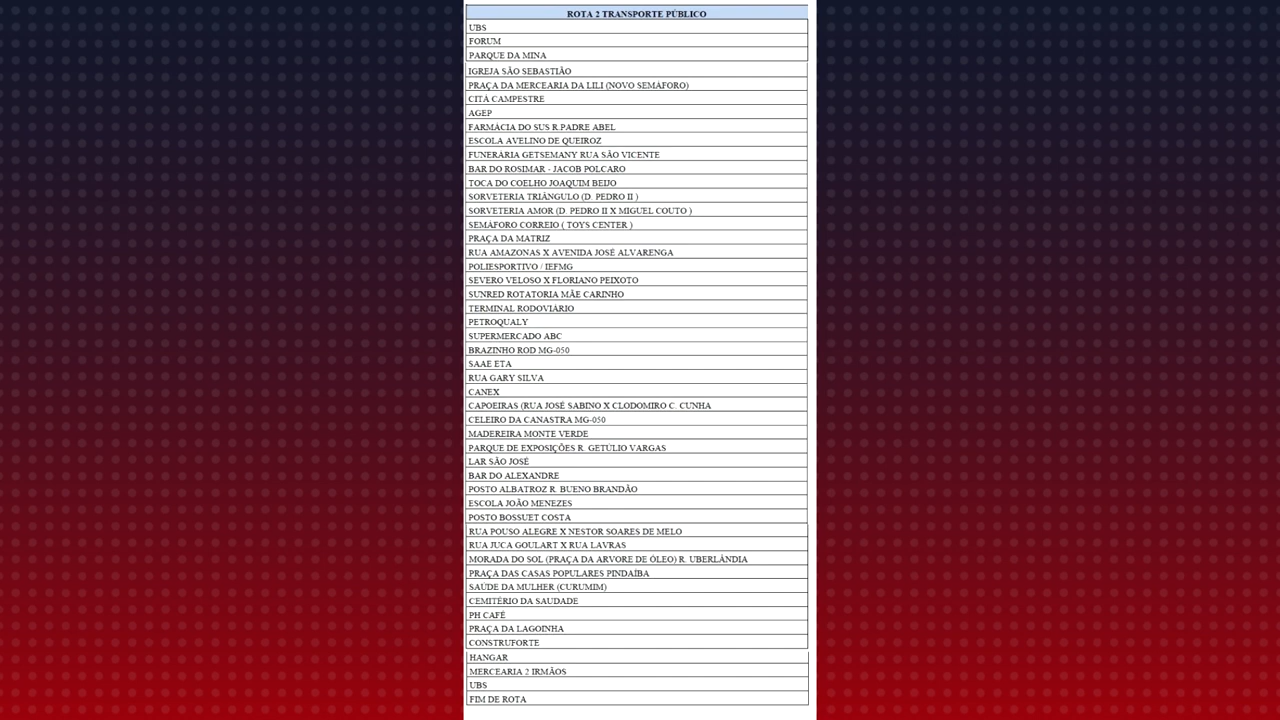 ROTA 2 TRANSPORTE PÚBLICO
UBS
FORUM
PARQUE DA MINA
IGREJA SÃO SEBASTIÃO
PRAÇA DA MERCEARIA DA LILI (NOVO SEMÁFORO)
CITÀ CAMPESTRE
AGEP
FARMÁCIA DO SUS R.PADRE ABEL
ESCOLA AVELINO DE QUEIROZ
FUNERÁRIA GETSEMANY RUA SÃO VICENTE
BAR DO ROSIMAR - JACOB POLCARO
TOCA DO COELHO JOAQUIM BEIJO
SORVETERIA TRIÂNGULO (D. PEDRO II )
SORVETERIA AMOR (D. PEDRO II X MIGUEL COUTO )
SEMÁFORO CORREIO ( TOYS CENTER )
PRAÇA DA MATRIZ
RUA AMAZONAS X AVENIDA JOSÉ ALVARENGA
POLIESPORTIVO / IEFMG
SEVERO VELOSO X FLORIANO PEIXOTO
SUNRED ROTATORIA MÃE CARINHO
TERMINAL RODOVIÁRIO
PETROQUALY
SUPERMERCADO ABC
BRAZINHO ROD MG-050
SAAE ETA
RUA GARY SILVA
CANEX
CAPOEIRAS (RUA JOSÉ SABINO X CLODOMIRO C. CUNHA
CELEIRO DA CANASTRA MG-050
MADEREIRA MONTE VERDE
PARQUE DE EXPOSIÇÕES R. GETÚLIO VARGAS
LAR SÃO JOSÉ
BAR DO ALEXANDRE
POSTO ALBATROZ R. BUENO BRANDÃO
ESCOLA JOÃO MENEZES
POSTO BOSSUET COSTA
RUA POUSO ALEGRE X NESTOR SOARES DE MELO
RUA JUCA GOULART X RUA LAVRAS
MORADA DO SOL (PRAÇA DA ARVORE DE ÓLEO) R. UBERLÂNDIA
PRAÇA DAS CASAS POPULARES PINDAÍBA
SAÚDE DA MULHER (CURUMIM)
CEMITÉRIO DA SAUDADE
PH CAFÉ
PRAÇA DA LAGOINHA
CONSTRUFORTE
HANGAR
MERCEARIA 2 IRMÃOS
UBS
FIM DE ROTA